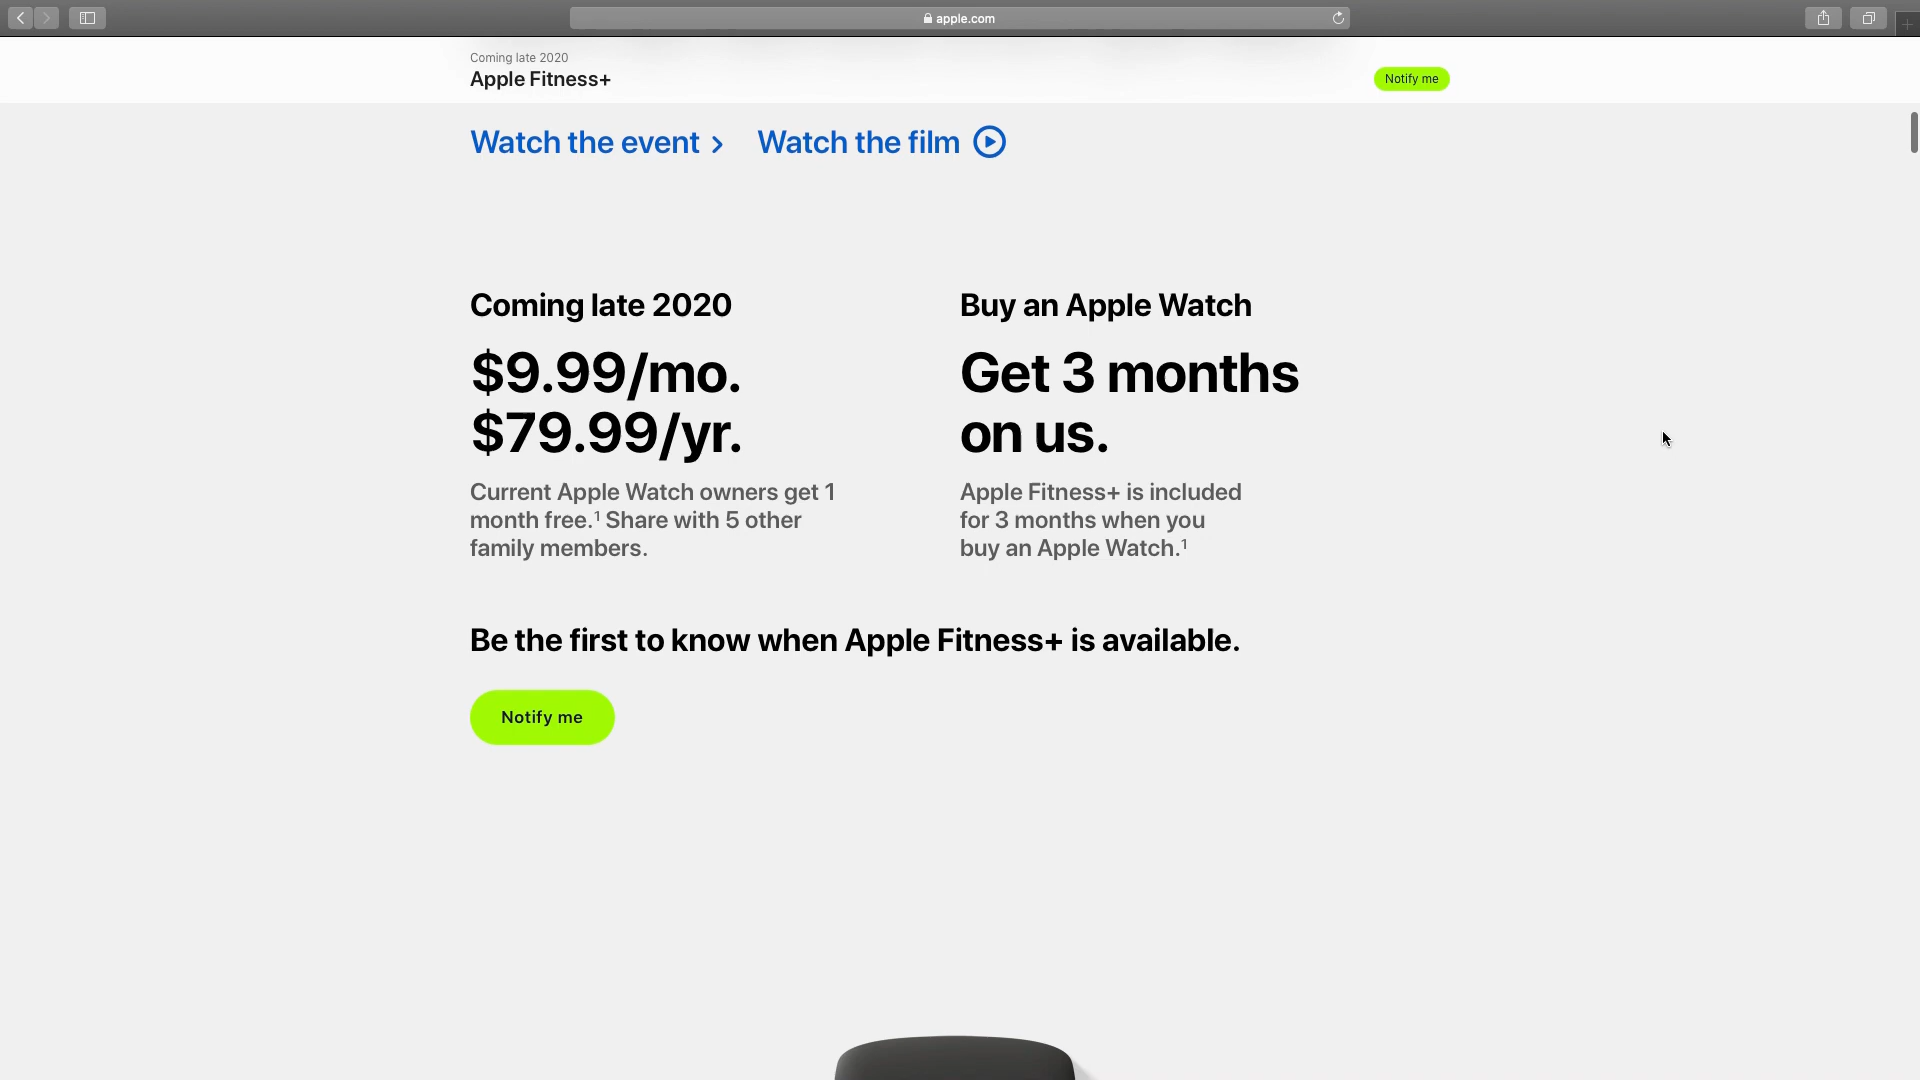 apple.com
Coming late 2020
Apple Fitness+
Notify me
Watch the event
Watch the film
Coming late 2020
$9.99/mo.
$79.99/yr.
Current Apple Watch owners get 1
month free.¹ Share with 5 other
family members.
Buy an Apple Watch
Get 3 months
on us.
Apple Fitness+ is included
for 3 months when you
buy an Apple Watch.¹
Be the first to know when Apple Fitness+ is available.
Notify me